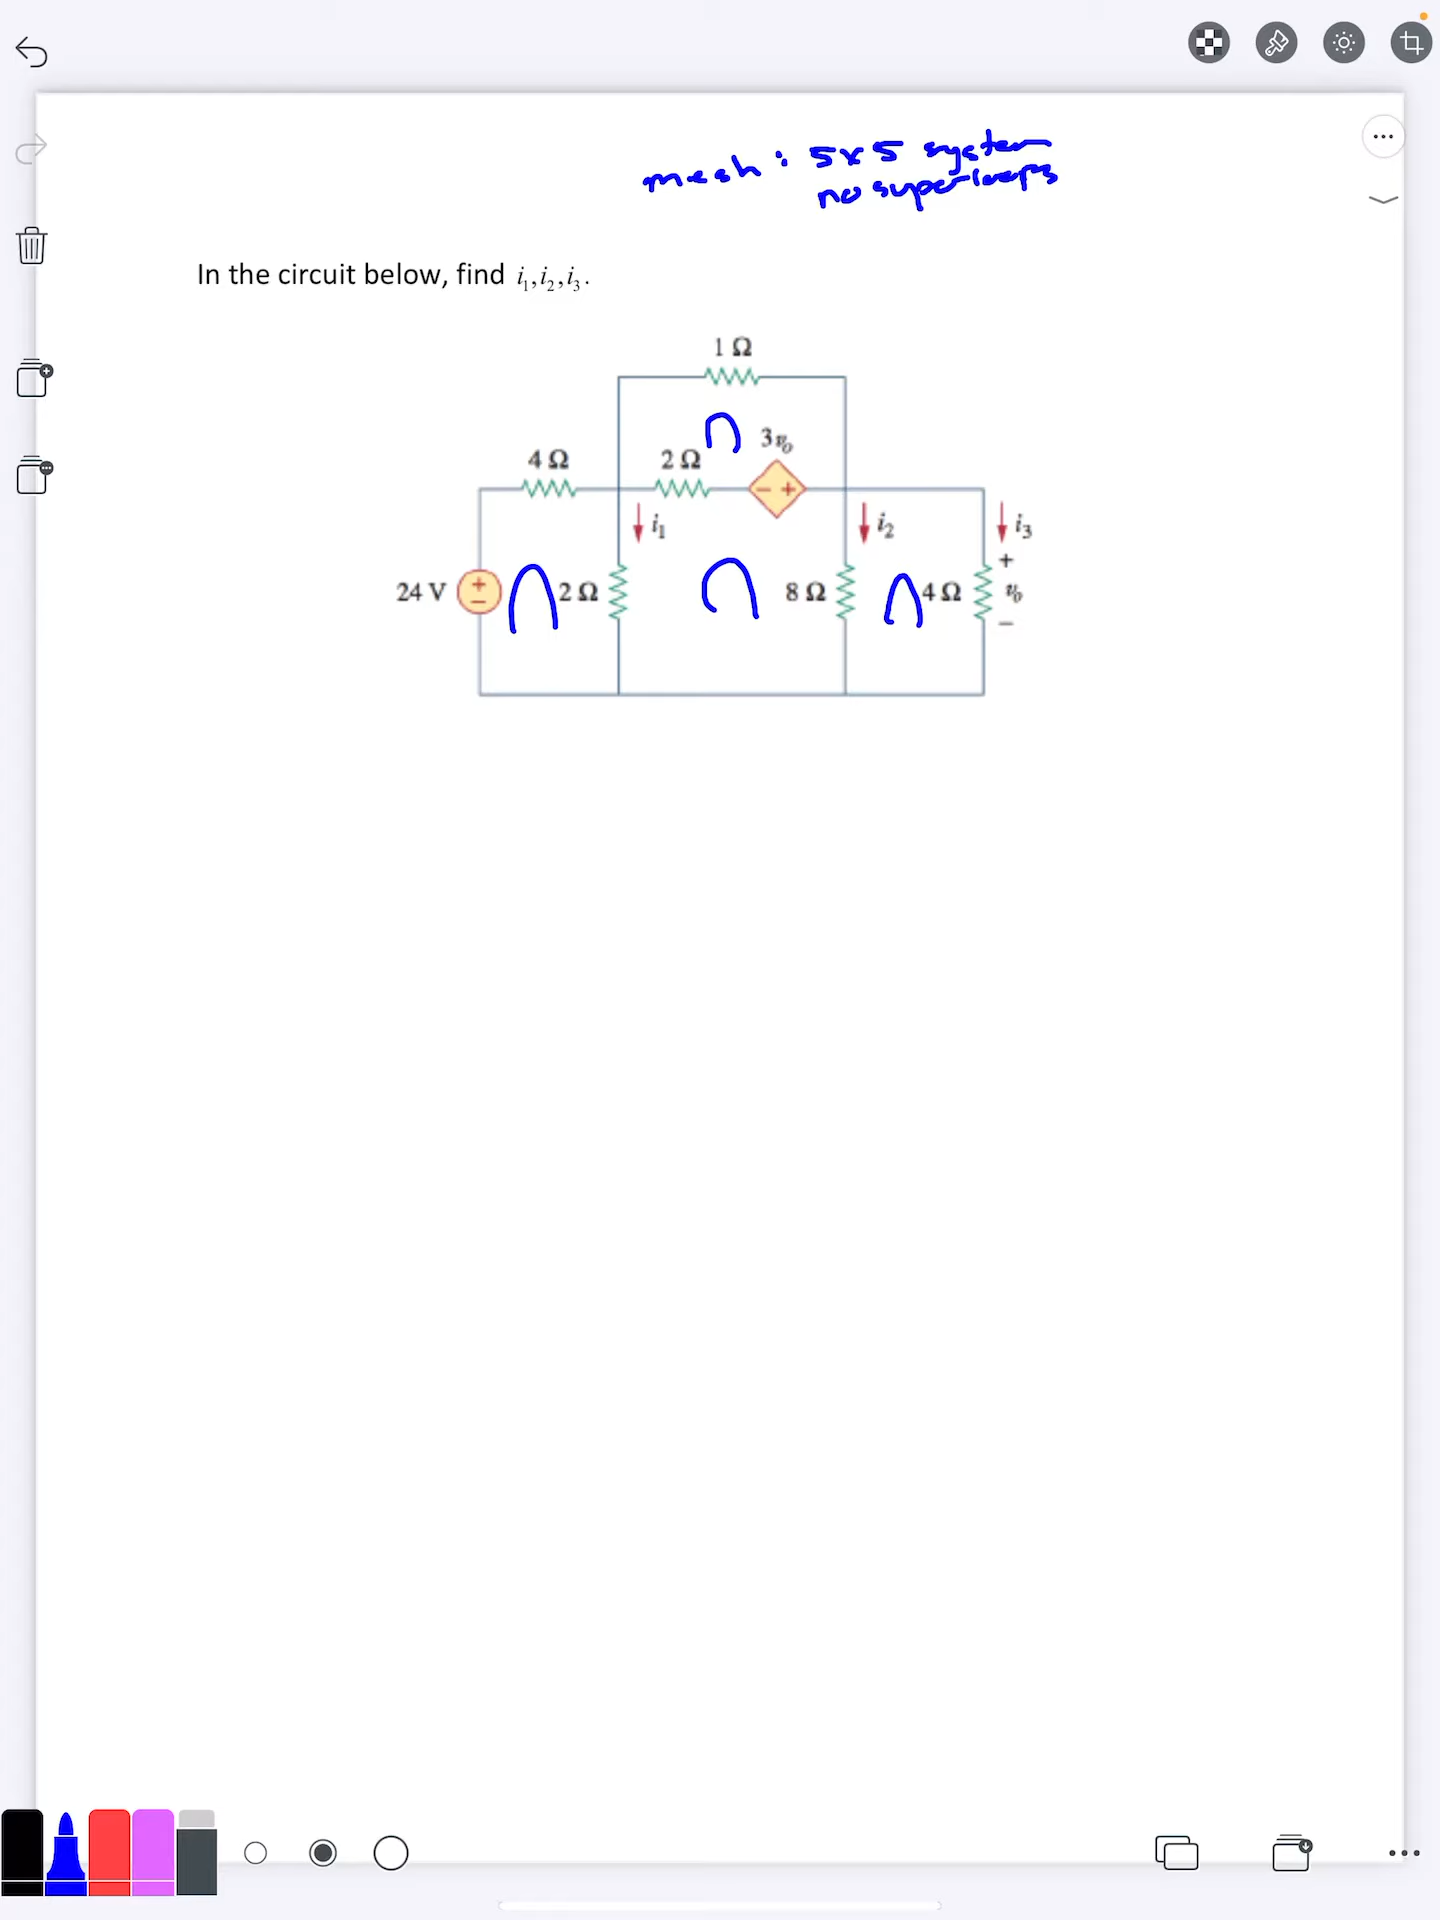 mesh : 5x5 system
no superloops
In the circuit below, find i₁,i₂,i₃.
1 Ω
3v₀
4 Ω
2 Ω
i₁
i₂
i₃
+
24 V
2 Ω
8 Ω
4 Ω
v₀
−